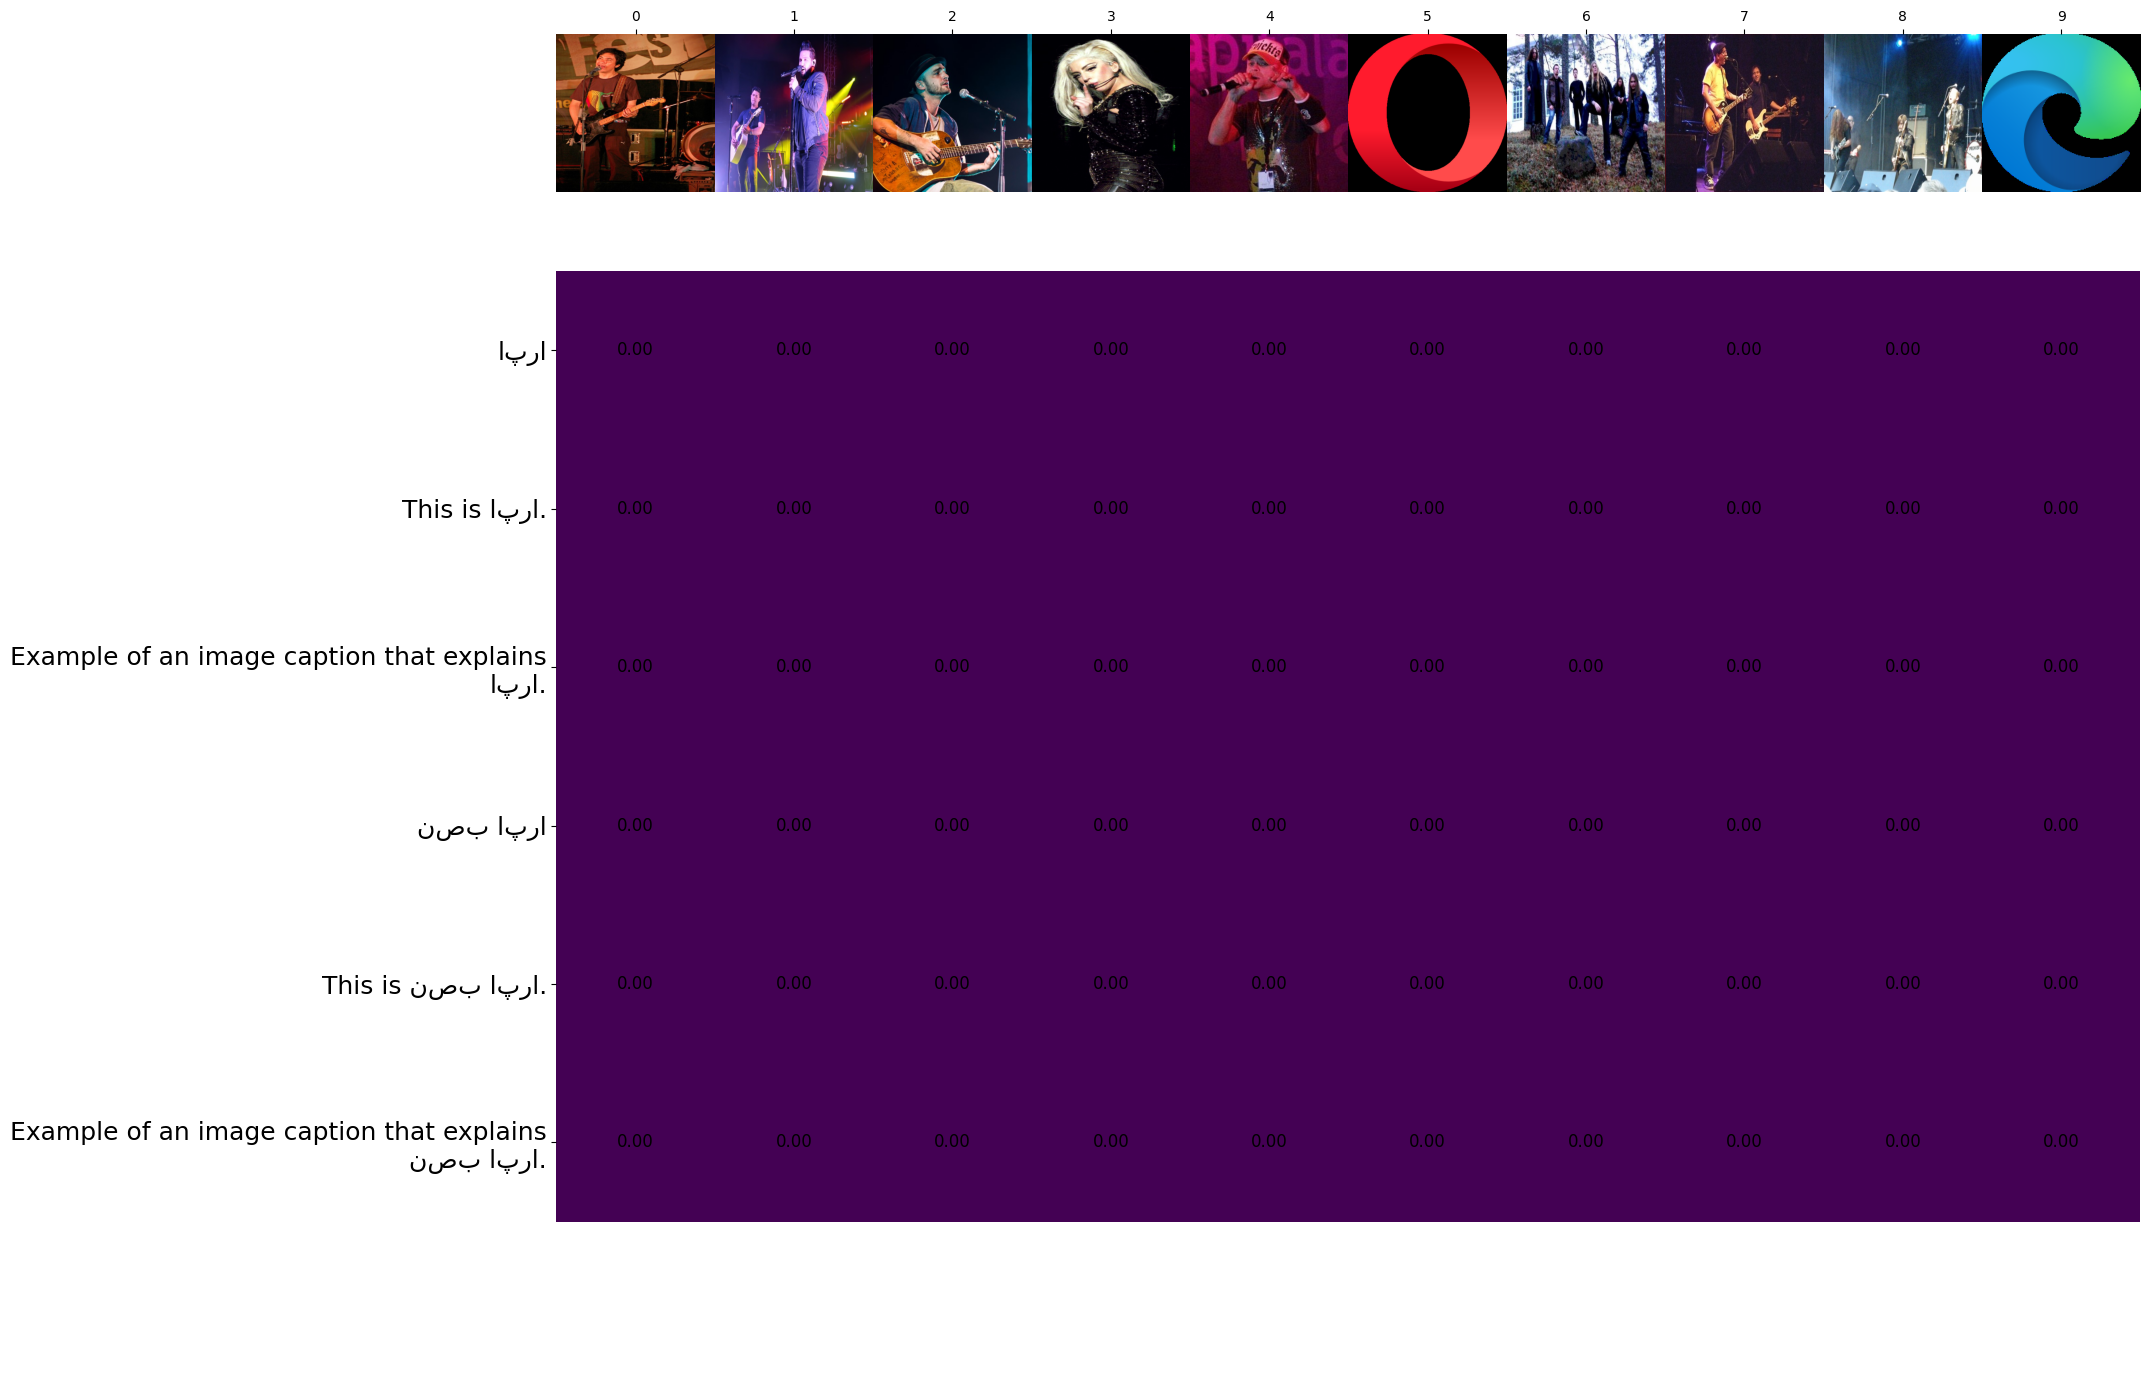 0 1 2 3 4 5 6 7 8 9
Fest
apitala
اپرا 0.00 0.00 0.00 0.00 0.00 0.00 0.00 0.00 0.00 0.00
This is اپرا. 0.00 0.00 0.00 0.00 0.00 0.00 0.00 0.00 0.00 0.00
Example of an image caption that explains
اپرا. 0.00 0.00 0.00 0.00 0.00 0.00 0.00 0.00 0.00 0.00
نصب اپرا 0.00 0.00 0.00 0.00 0.00 0.00 0.00 0.00 0.00 0.00
This is نصب اپرا. 0.00 0.00 0.00 0.00 0.00 0.00 0.00 0.00 0.00 0.00
Example of an image caption that explains
نصب اپرا. 0.00 0.00 0.00 0.00 0.00 0.00 0.00 0.00 0.00 0.00